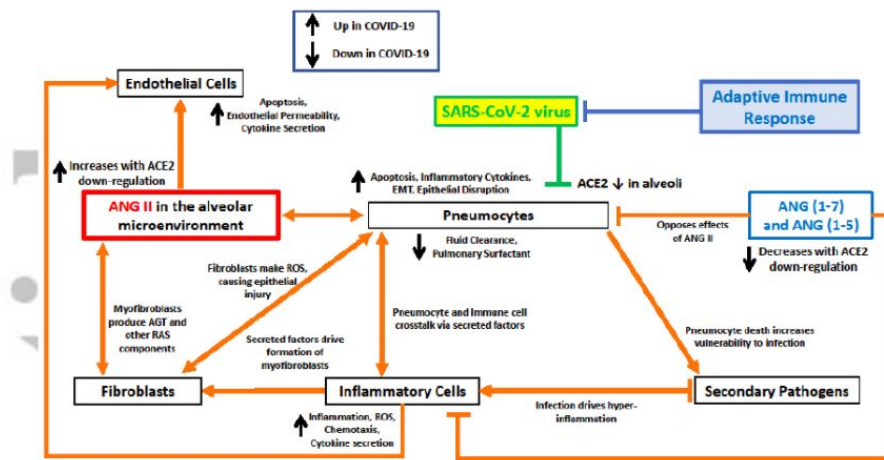 Up in COVID-19
Down in COVID-19
Endothelial Cells
Apoptosis,
Endothelial Permeability,
Cytokine Secretion
SARS-CoV-2 virus
Adaptive Immune
Response
Increases with ACE2
down-regulation
Apoptosis, Inflammatory Cytokines,
EMT, Epithelial Disruption
ACE2 ↓ in alveoli
ANG II in the alveolar
microenvironment
Pneumocytes
Opposes effects
of ANG II
ANG (1-7)
and ANG (1-5)
Fluid Clearance,
Pulmonary Surfactant
Decreases with ACE2
down-regulation
Fibroblasts make ROS,
causing epithelial
injury
Myofibroblasts
produce AGT and
other RAS
components
Pneumocyte and Immune cell
crosstalk via secreted factors
Secreted factors drive
formation of
myofibroblasts
Pneumocyte death increases
vulnerability to infection
Fibroblasts
Inflammatory Cells
Secondary Pathogens
Inflammation, ROS,
Chemotaxis,
Cytokine secretion
Infection drives hyper-
inflammation